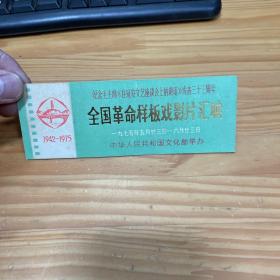 纪念毛主席《在延安文艺座谈会上的讲话》发表三十三周年
全国革命样板戏影片汇映
一九七五年五月廿三日—六月廿三日
中华人民共和国文化部举办
1942-1975